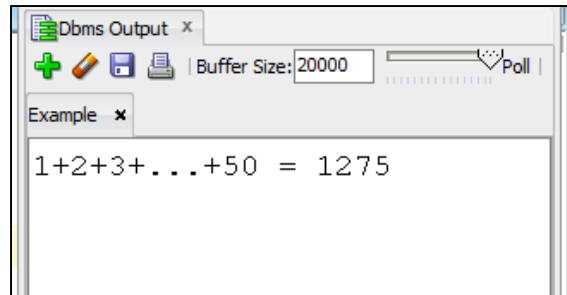 Dbms Output x
Buffer Size: 20000 Poll
Example x
1+2+3+...+50 = 1275